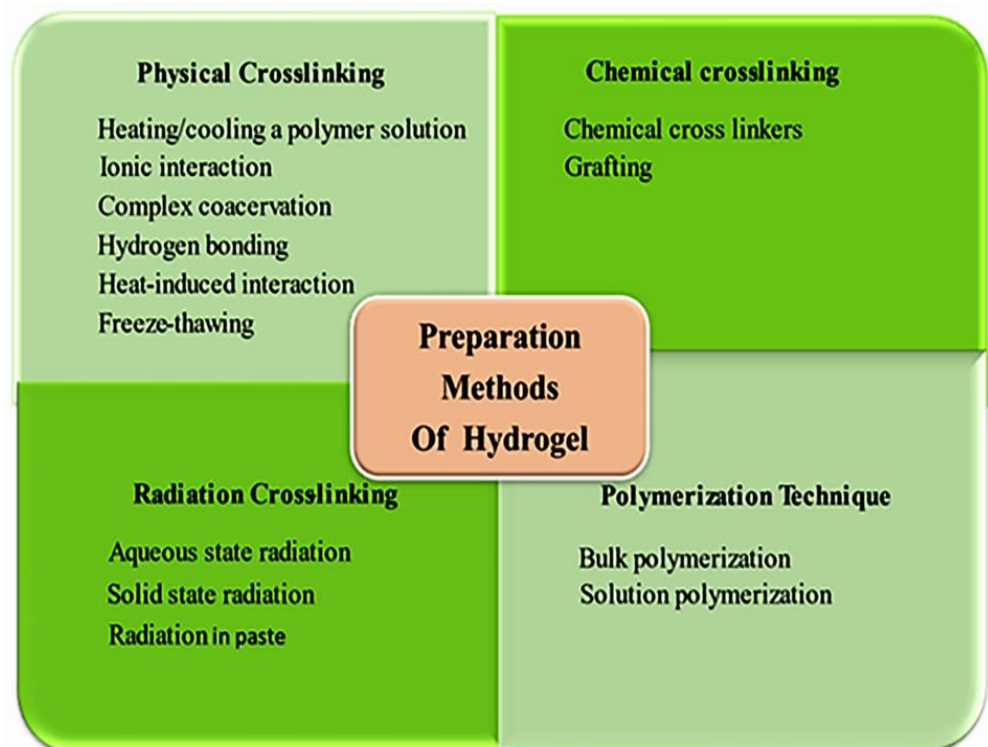 Physical Crosslinking
Heating/cooling a polymer solution
Ionic interaction
Complex coacervation
Hydrogen bonding
Heat-induced interaction
Freeze-thawing
Chemical crosslinking
Chemical cross linkers
Grafting
Preparation
Methods
Of Hydrogel
Radiation Crosslinking
Aqueous state radiation
Solid state radiation
Radiation in paste
Polymerization Technique
Bulk polymerization
Solution polymerization